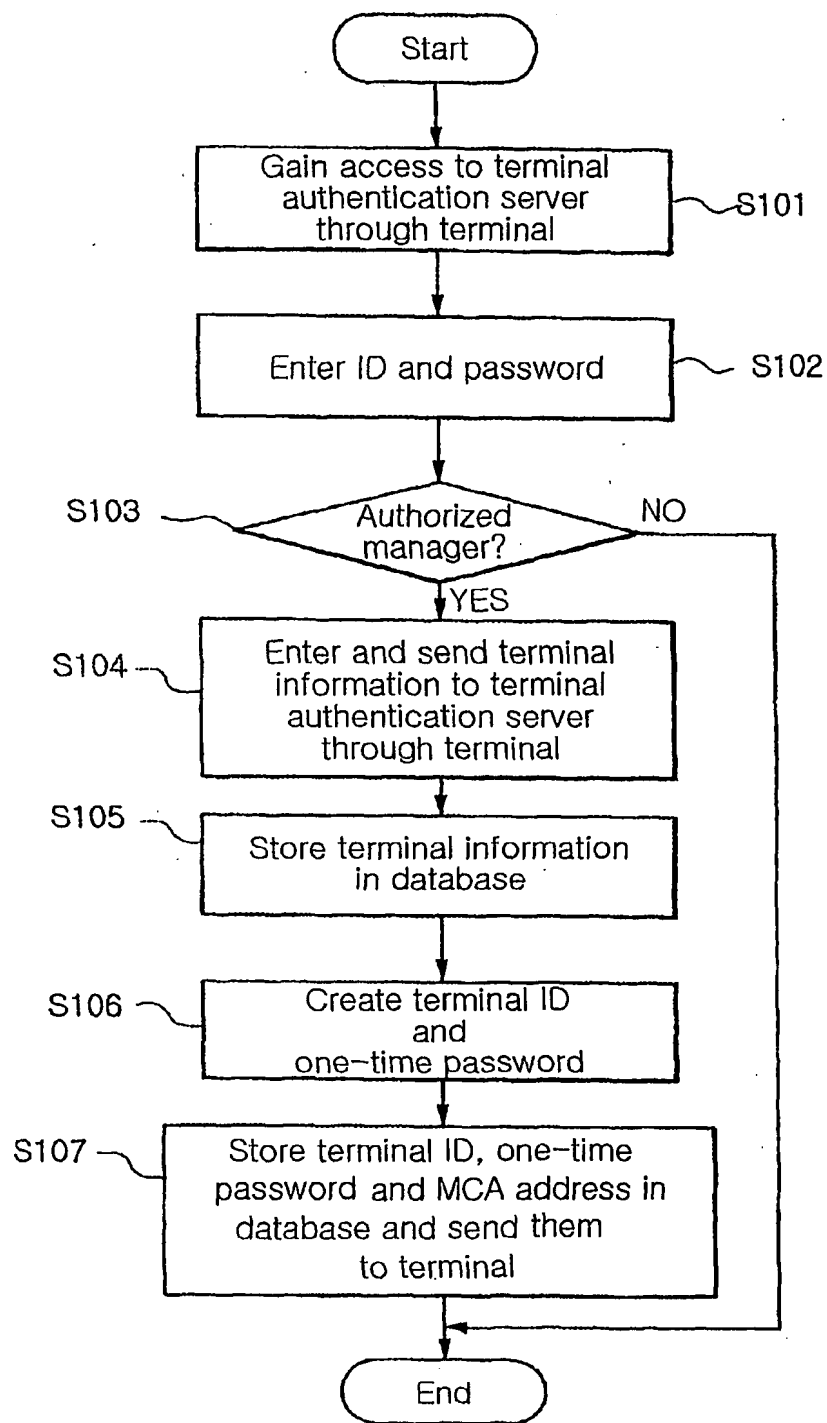 Start
Gain access to terminal
authentication server
through terminal
S101
Enter ID and password
S102
S103
Authorized
manager?
NO
YES
S104
Enter and send terminal
information to terminal
authentication server
through terminal
S105
Store terminal information
in database
S106
Create terminal ID
and
one-time password
S107
Store terminal ID, one-time
password and MCA address in
database and send them
to terminal
End